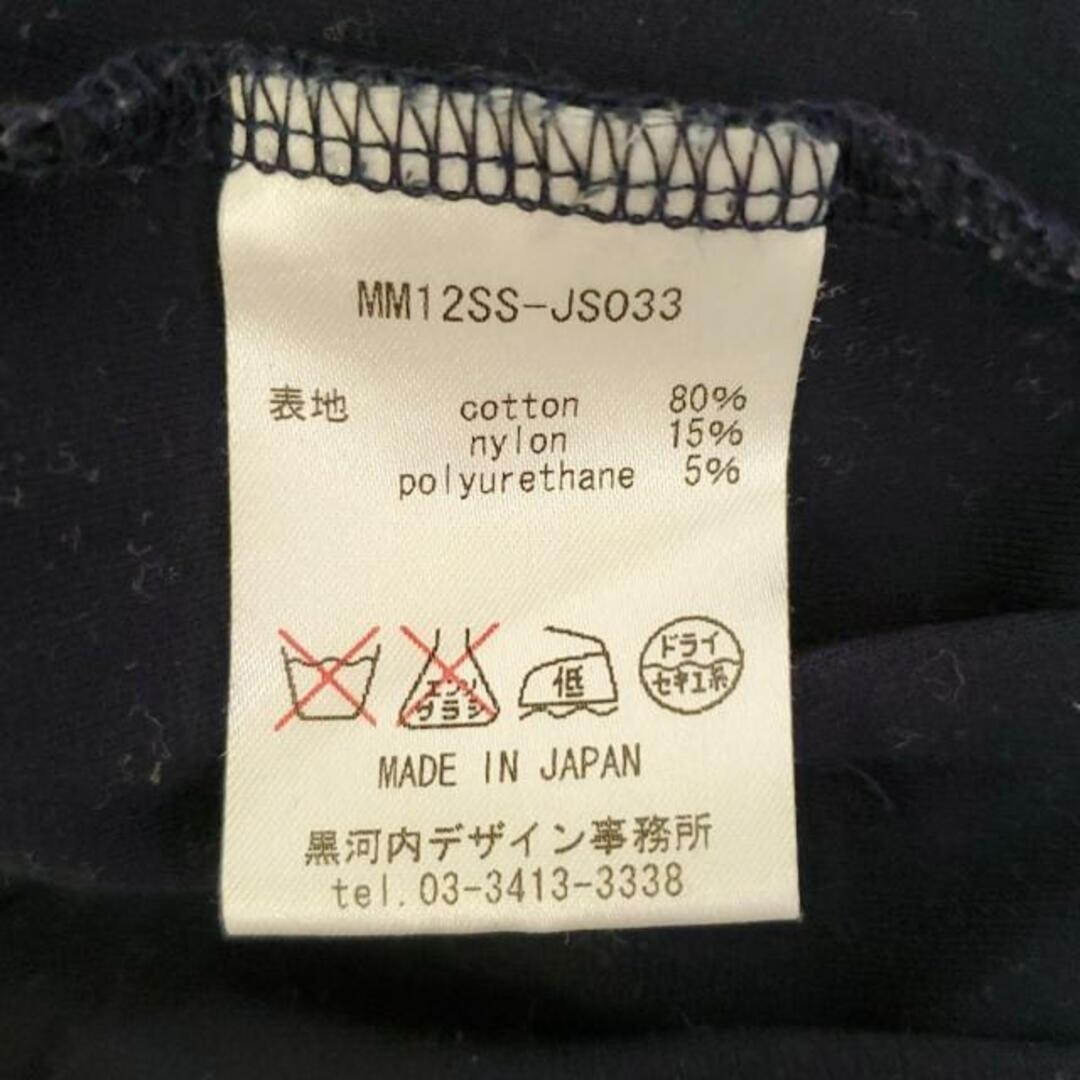 MM12SS-JS033
表地 cotton 80%
nylon 15%
polyurethane 5%
エンソ
サラシ
低
ドライ
セキユ系
MADE IN JAPAN
黒河内デザイン事務所
tel. 03-3413-3338